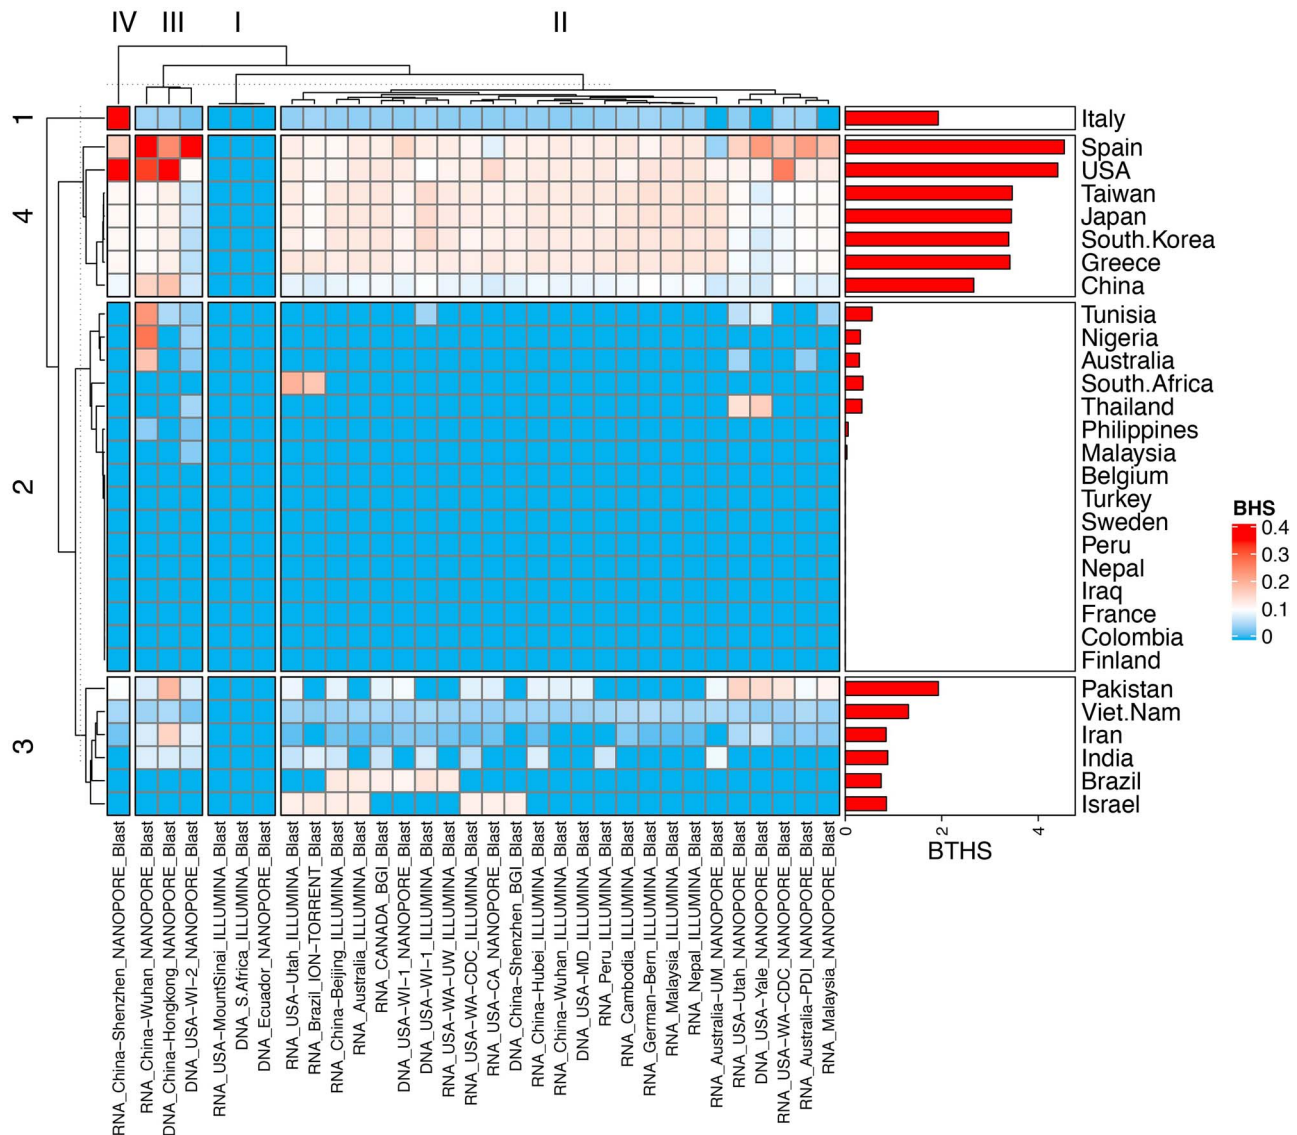 IV III I II
1
4
2
3
Italy
Spain
USA
Taiwan
Japan
South.Korea
Greece
China
Tunisia
Nigeria
Australia
South.Africa
Thailand
Philippines
Malaysia
Belgium
Turkey
Sweden
Peru
Nepal
Iraq
France
Colombia
Finland
Pakistan
Viet.Nam
Iran
India
Brazil
Israel
BHS
0.4
0.3
0.2
0.1
0
0 2 4
BTHS
RNA_China-Shenzhen_NANOPORE_Blast
RNA_China-Wuhan_NANOPORE_Blast
DNA_China-Hongkong_NANOPORE_Blast
DNA_USA-WI-2_NANOPORE_Blast
RNA_USA-MountSinai_ILLUMINA_Blast
DNA_S.Africa_ILLUMINA_Blast
DNA_Ecuador_NANOPORE_Blast
RNA_USA-Utah_ILLUMINA_Blast
RNA_Brazil_ION-TORRENT_Blast
RNA_China-Beijing_ILLUMINA_Blast
RNA_Australia_ILLUMINA_Blast
RNA_CANADA_BGI_Blast
DNA_USA-WI-1_NANOPORE_Blast
DNA_USA-WI-1_ILLUMINA_Blast
RNA_USA-WA-UW_ILLUMINA_Blast
RNA_USA-WA-CDC_ILLUMINA_Blast
RNA_USA-CA_NANOPORE_Blast
DNA_China-Shenzhen_BGI_Blast
RNA_China-Hubei_ILLUMINA_Blast
RNA_China-Wuhan_ILLUMINA_Blast
DNA_USA-MD_ILLUMINA_Blast
RNA_Peru_ILLUMINA_Blast
RNA_Cambodia_ILLUMINA_Blast
RNA_German-Bern_ILLUMINA_Blast
RNA_Malaysia_ILLUMINA_Blast
RNA_Nepal_ILLUMINA_Blast
RNA_Australia-UM_NANOPORE_Blast
RNA_USA-Utah_NANOPORE_Blast
DNA_USA-Yale_NANOPORE_Blast
RNA_USA-WA-CDC_NANOPORE_Blast
RNA_Australia-PDI_NANOPORE_Blast
RNA_Malaysia_NANOPORE_Blast